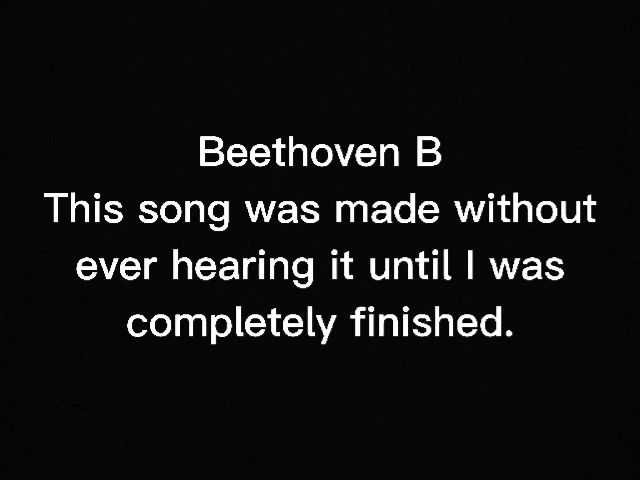 Beethoven B
This song was made without
ever hearing it until I was
completely finished.